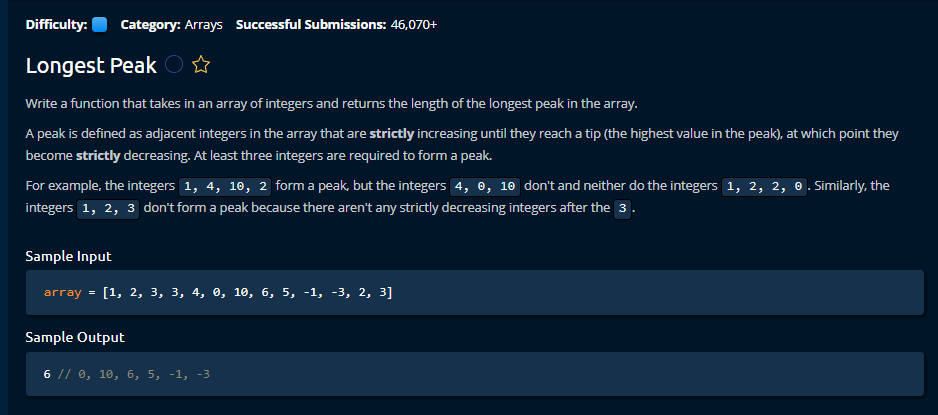 Difficulty: Category: Arrays Successful Submissions: 46,070+
Longest Peak
Write a function that takes in an array of integers and returns the length of the longest peak in the array.
A peak is defined as adjacent integers in the array that are strictly increasing until they reach a tip (the highest value in the peak), at which point they
become strictly decreasing. At least three integers are required to form a peak.
For example, the integers 1, 4, 10, 2 form a peak, but the integers 4, 0, 10 don't and neither do the integers 1, 2, 2, 0. Similarly, the
integers 1, 2, 3 don't form a peak because there aren't any strictly decreasing integers after the 3.
Sample Input
array = [1, 2, 3, 3, 4, 0, 10, 6, 5, -1, -3, 2, 3]
Sample Output
6 // 0, 10, 6, 5, -1, -3